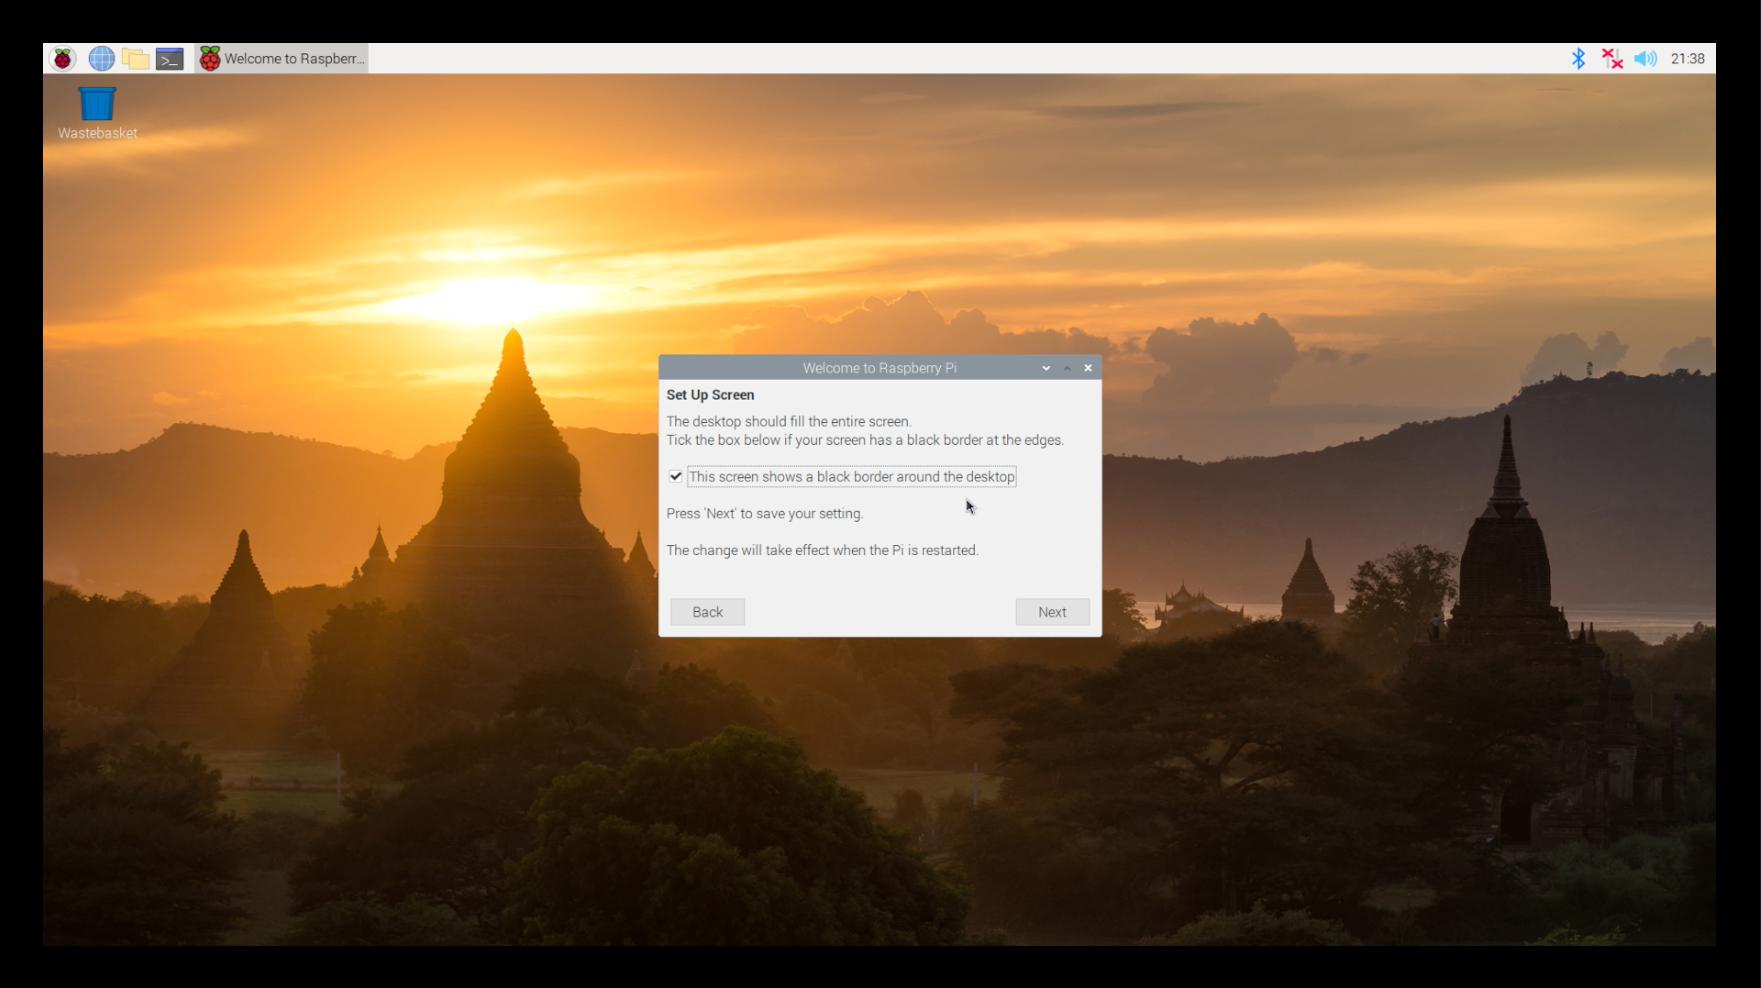 Welcome to Raspberr...
21:38
Wastebasket
Welcome to Raspberry Pi
Set Up Screen
The desktop should fill the entire screen.
Tick the box below if your screen has a black border at the edges.
This screen shows a black border around the desktop
Press 'Next' to save your setting.
The change will take effect when the Pi is restarted.
Back
Next